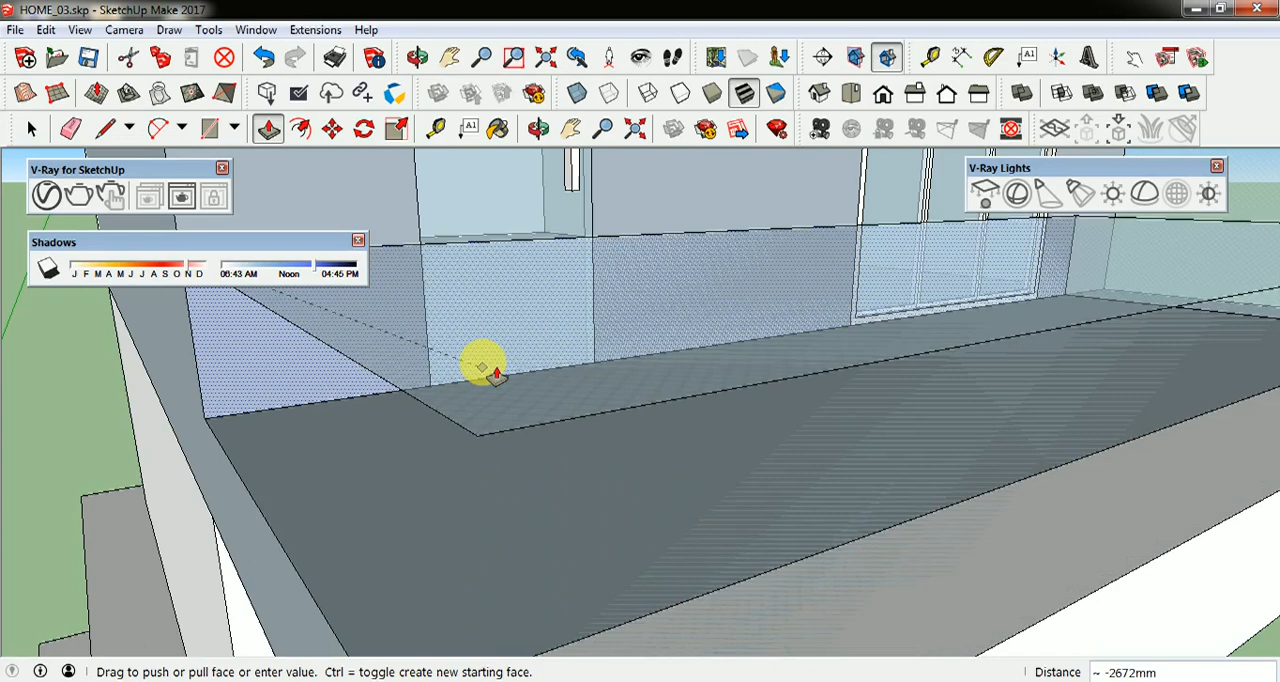 HOME_03.skp - SketchUp Make 2017
File Edit View Camera Draw Tools Window Extensions Help
A1
A1
V-Ray for SketchUp
V-Ray Lights
Shadows
J F M A M J J A S O N D
06:43 AM Noon 04:45 PM
Drag to push or pull face or enter value. Ctrl = toggle create new starting face.
Distance ~ -2672mm